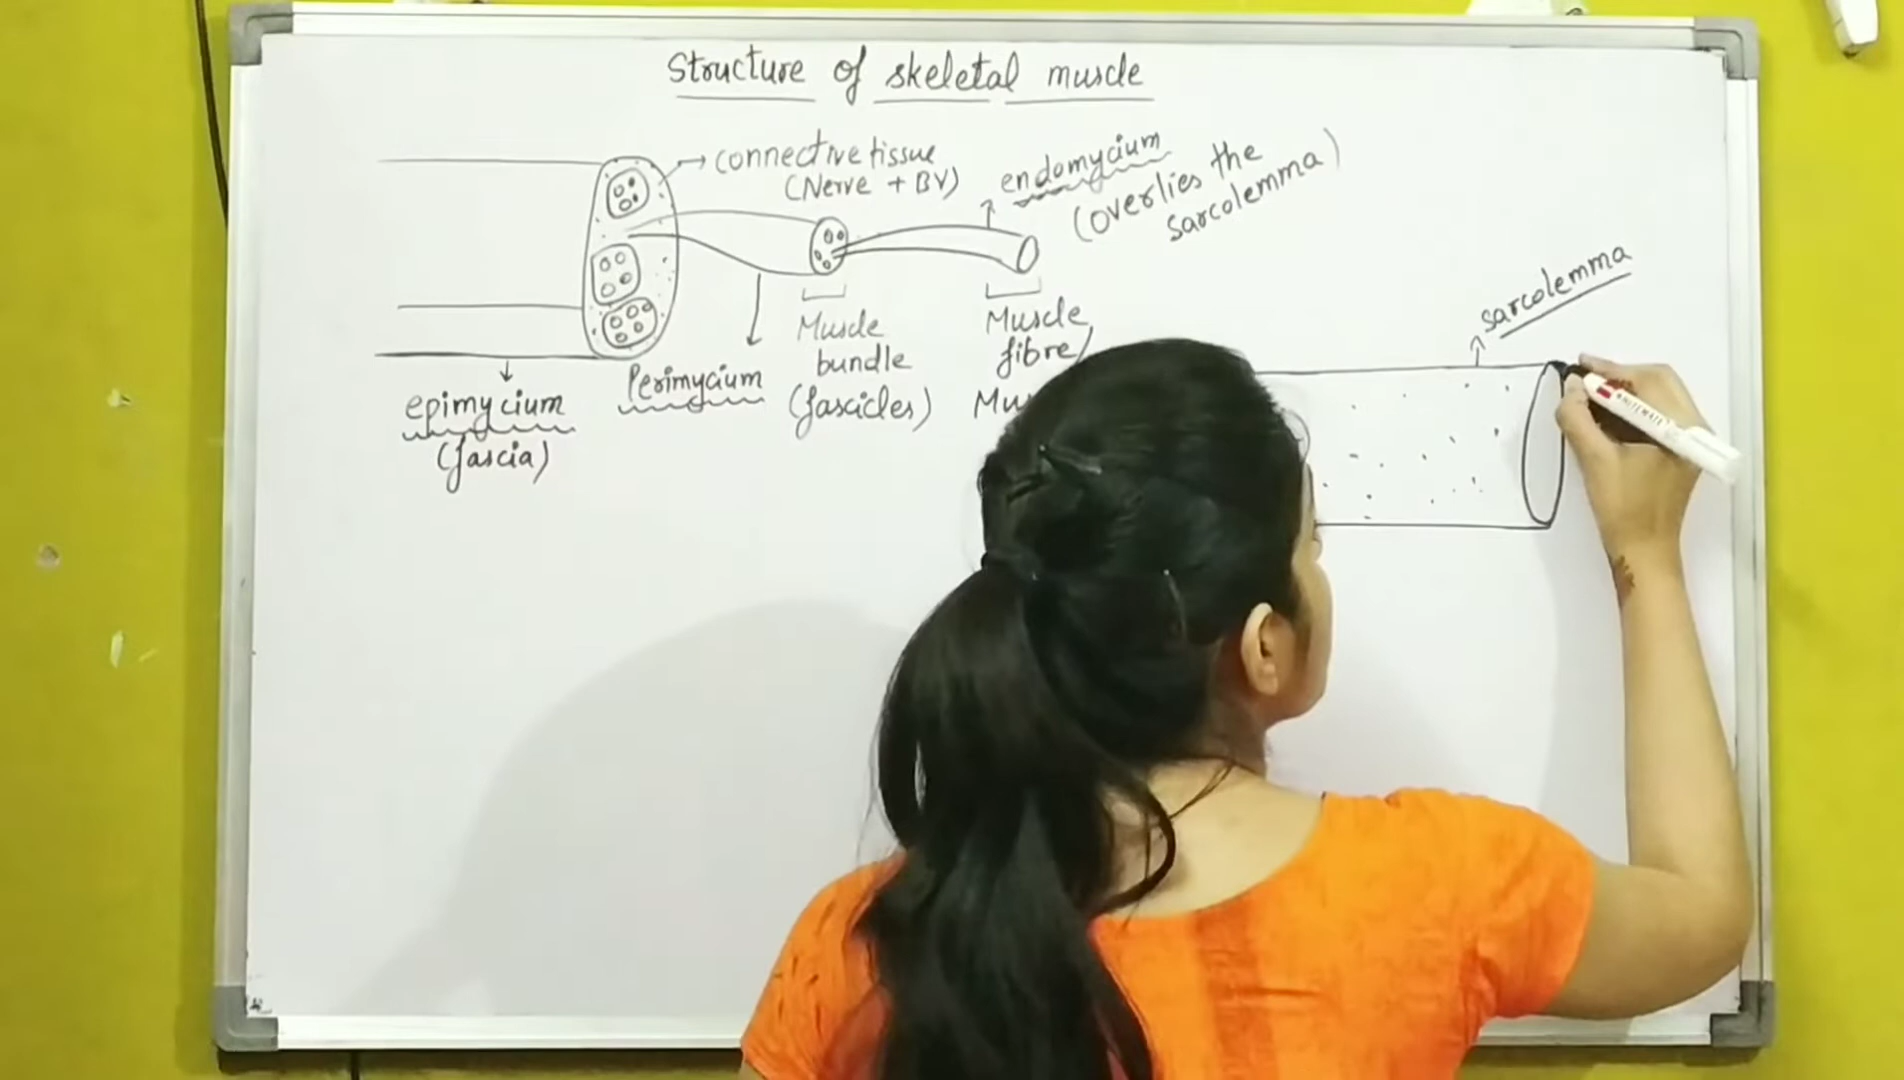 Structure of skeletal muscle
connective tissue
(Nerve + BV)
endomycium
(overlies the
sarcolemma)
sarcolemma
Muscle
bundle
(fascicles)
Muscle
fibre/
Mus
Perimycium
epimycium
(fascia)